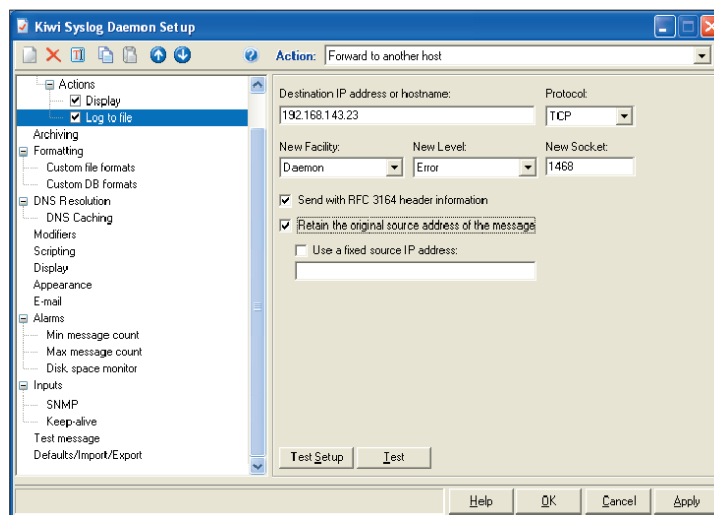 Kiwi Syslog Daemon Setup
Action: Forward to another host
Actions
Display
Log to file
Archiving
Formatting
Custom file formats
Custom DB formats
DNS Resolution
DNS Caching
Modifiers
Scripting
Display
Appearance
E-mail
Alarms
Min message count
Max message count
Disk space monitor
Inputs
SNMP
Keep-alive
Test message
Defaults/Import/Export
Destination IP address or hostname: Protocol:
192.168.143.23 TCP
New Facility: New Level: New Socket:
Daemon Error 1468
Send with RFC 3164 header information
Retain the original source address of the message
Use a fixed source IP address:
Test Setup Test
Help OK Cancel Apply